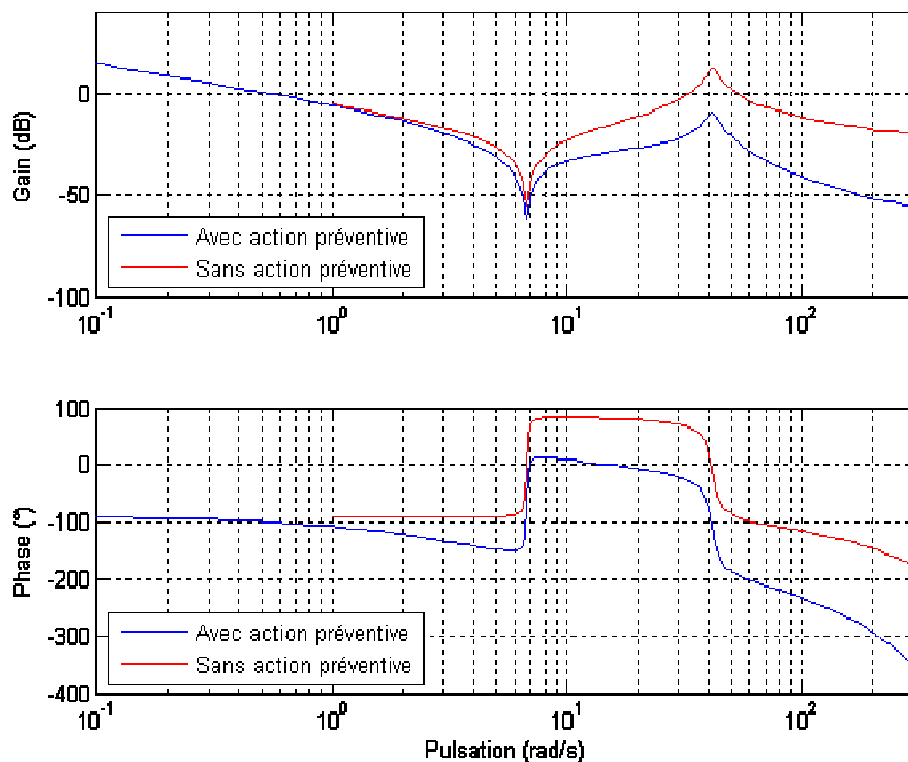 Gain (dB)
0
-50
-100
Avec action préventive
Sans action préventive
10^-1
10^0
10^1
10^2
Phase (°)
100
0
-100
-200
-300
-400
Avec action préventive
Sans action préventive
10^-1
10^0
10^1
10^2
Pulsation (rad/s)